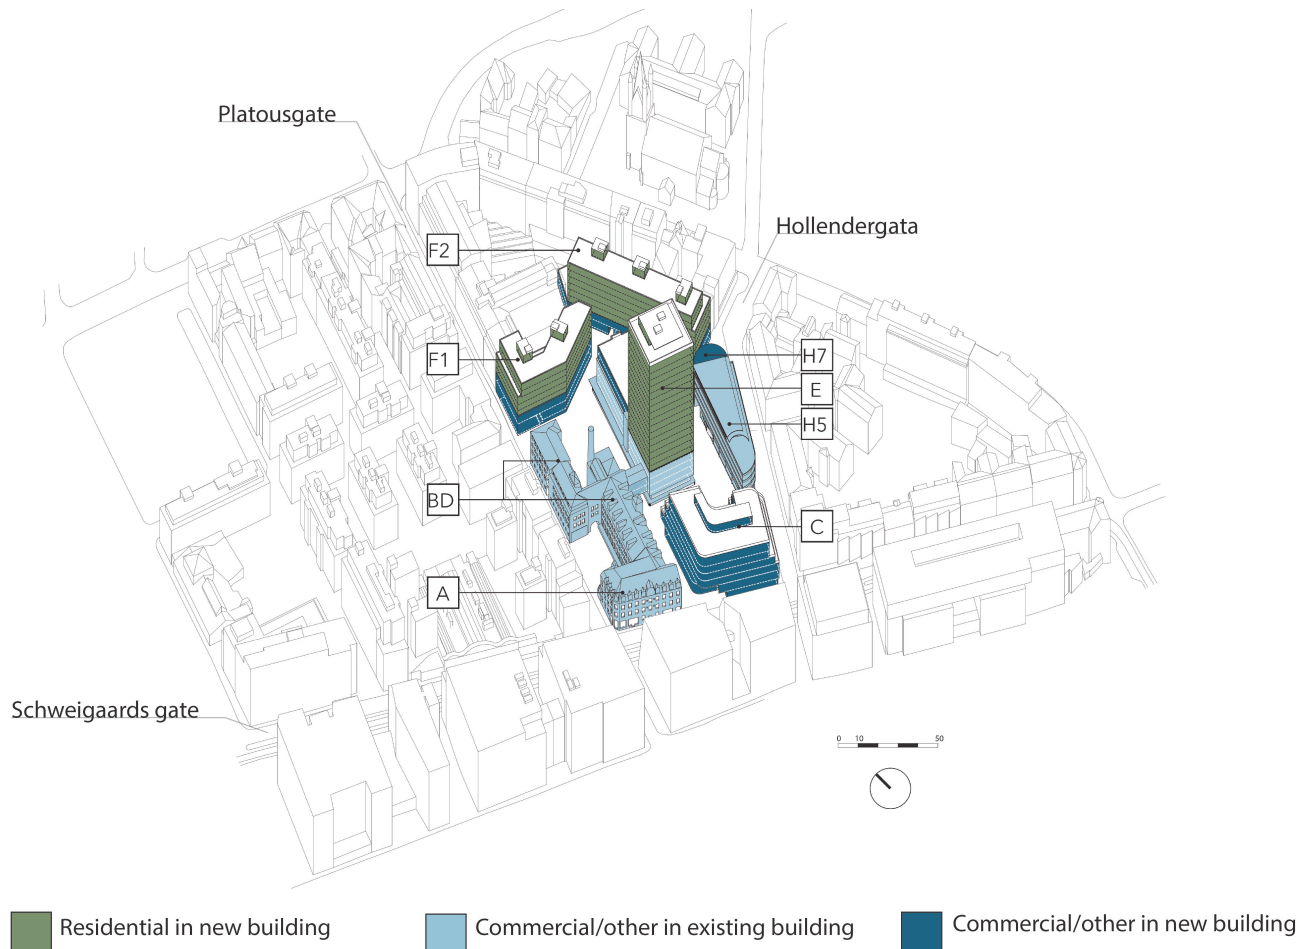 Platousgate
Hollendergata
F2
F1
H7
E
H5
BD
C
A
Schweigaards gate
0 10 50
Residential in new building
Commercial/other in existing building
Commercial/other in new building